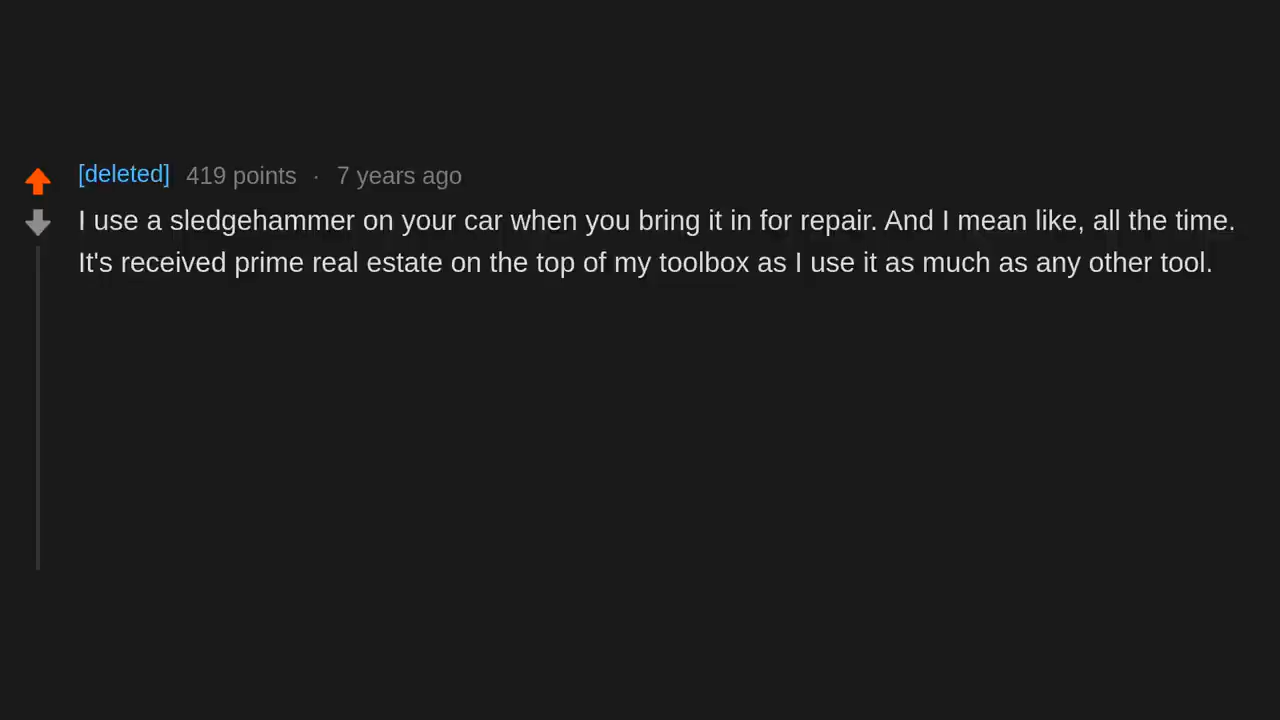 [deleted] 419 points · 7 years ago
I use a sledgehammer on your car when you bring it in for repair. And I mean like, all the time.
It's received prime real estate on the top of my toolbox as I use it as much as any other tool.